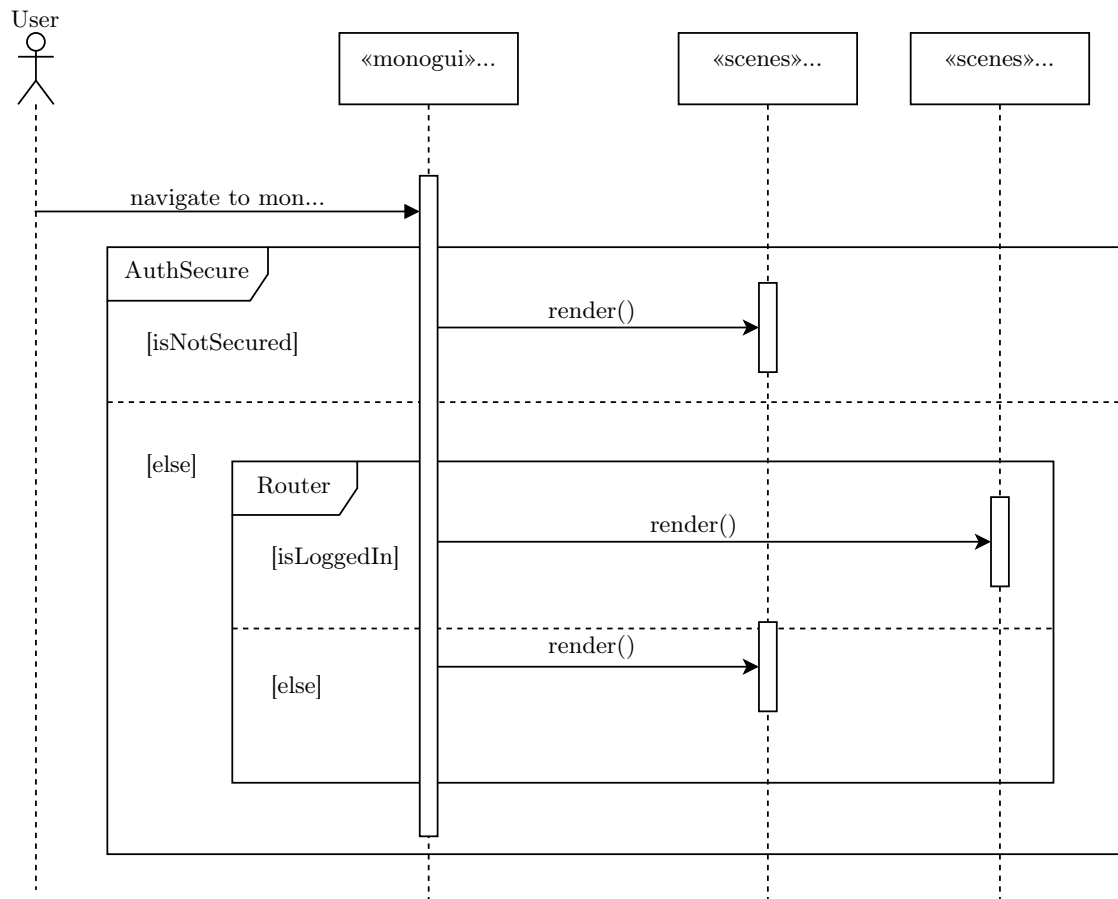 User
«monogui»...
«scenes»...
«scenes»...
navigate to mon...
AuthSecure
render()
[isNotSecured]
[else]
Router
render()
[isLoggedIn]
render()
[else]